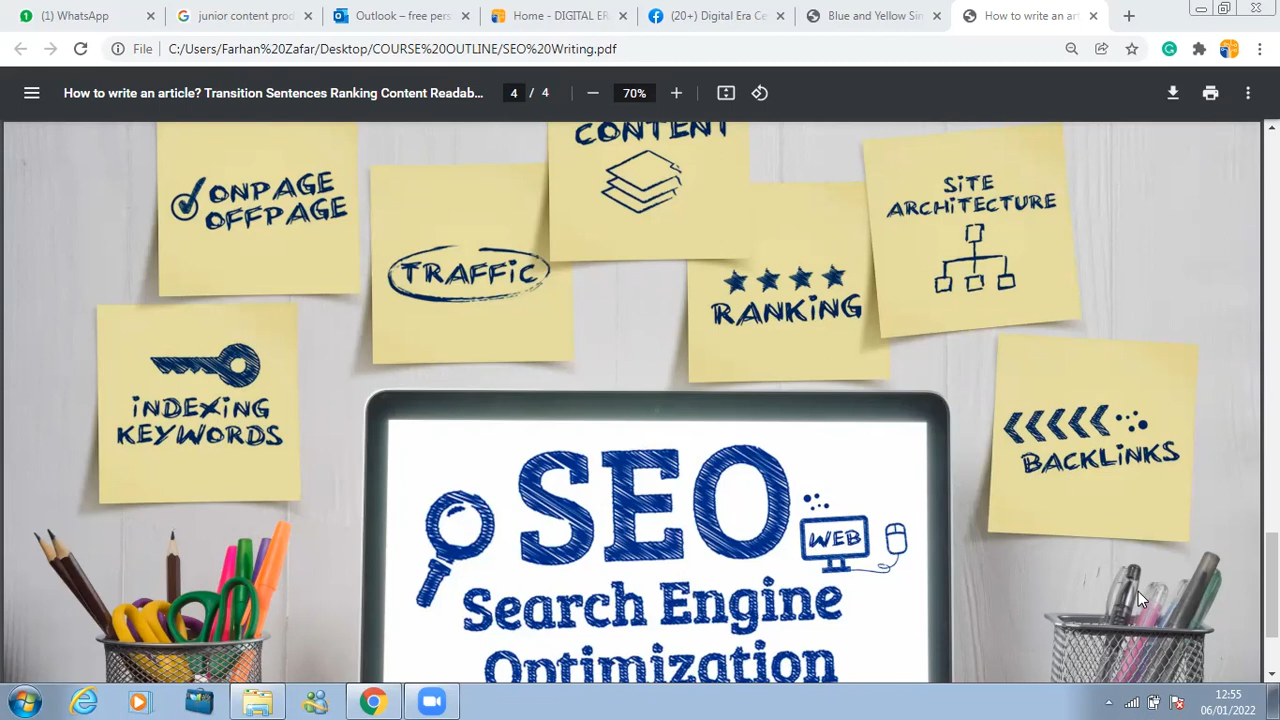 (1) WhatsApp
junior content prod
Outlook – free pers
Home - DIGITAL ER
(20+) Digital Era Ce
Blue and Yellow Sin
How to write an art
File
C:/Users/Farhan%20Zafar/Desktop/COURSE%20OUTLINE/SEO%20Writing.pdf
How to write an article? Transition Sentences Ranking Content Readab...
4 / 4
70%
CONTENT
ONPAGE
OFFPAGE
TRAFFIC
RANKING
SITE
ARCHITECTURE
INDEXING
KEYWORDS
BACKLINKS
SEO
WEB
Search Engine
Optimization
12:55
06/01/2022